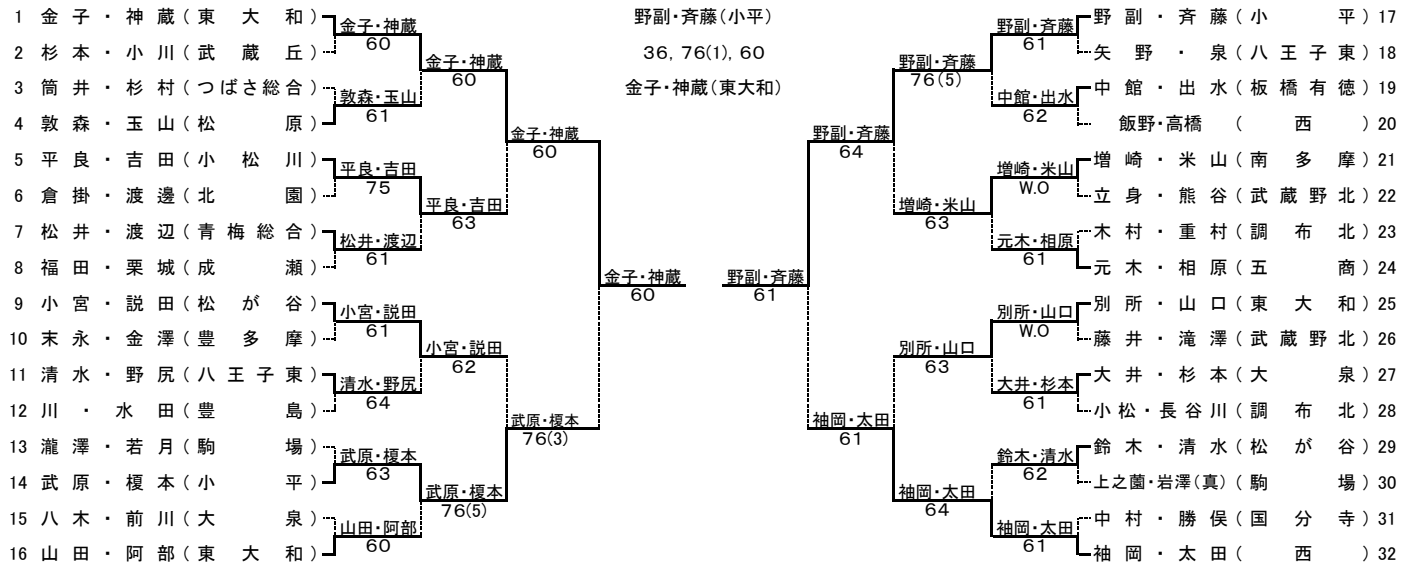 1 金子・神蔵(東大和)
2 杉本・小川(武蔵丘)
3 筒井・杉村(つばさ総合)
4 敦森・玉山(松原)
5 平良・吉田(小松川)
6 倉掛・渡邊(北園)
7 松井・渡辺(青梅総合)
8 福田・栗城(成瀬)
9 小宮・説田(松が谷)
10 末永・金澤(豊多摩)
11 清水・野尻(八王子東)
12 川・水田(豊島)
13 瀧澤・若月(駒場)
14 武原・榎本(小平)
15 八木・前川(大泉)
16 山田・阿部(東大和)
金子・神蔵
60
敦森・玉山
61
平良・吉田
75
松井・渡辺
61
小宮・説田
61
清水・野尻
64
武原・榎本
63
山田・阿部
60
金子・神蔵
60
平良・吉田
63
小宮・説田
62
武原・榎本
76(5)
金子・神蔵
60
武原・榎本
76(3)
金子・神蔵
60
野副・斉藤(小平)
36, 76(1), 60
金子・神蔵(東大和)
野副・斉藤
61
野副・斉藤
64
袖岡・太田
61
野副・斉藤
76(5)
増崎・米山
63
別所・山口
63
袖岡・太田
64
野副・斉藤
61
中館・出水
62
増崎・米山
W.O
元木・相原
61
別所・山口
W.O
大井・杉本
61
鈴木・清水
62
袖岡・太田
61
野副・斉藤(小平) 17
矢野・泉(八王子東) 18
中館・出水(板橋有徳) 19
飯野・高橋(西) 20
増崎・米山(南多摩) 21
立身・熊谷(武蔵野北) 22
木村・重村(調布北) 23
元木・相原(五商) 24
別所・山口(東大和) 25
藤井・滝澤(武蔵野北) 26
大井・杉本(大泉) 27
小松・長谷川(調布北) 28
鈴木・清水(松が谷) 29
上之薗・岩澤(真)(駒場) 30
中村・勝俣(国分寺) 31
袖岡・太田(西) 32